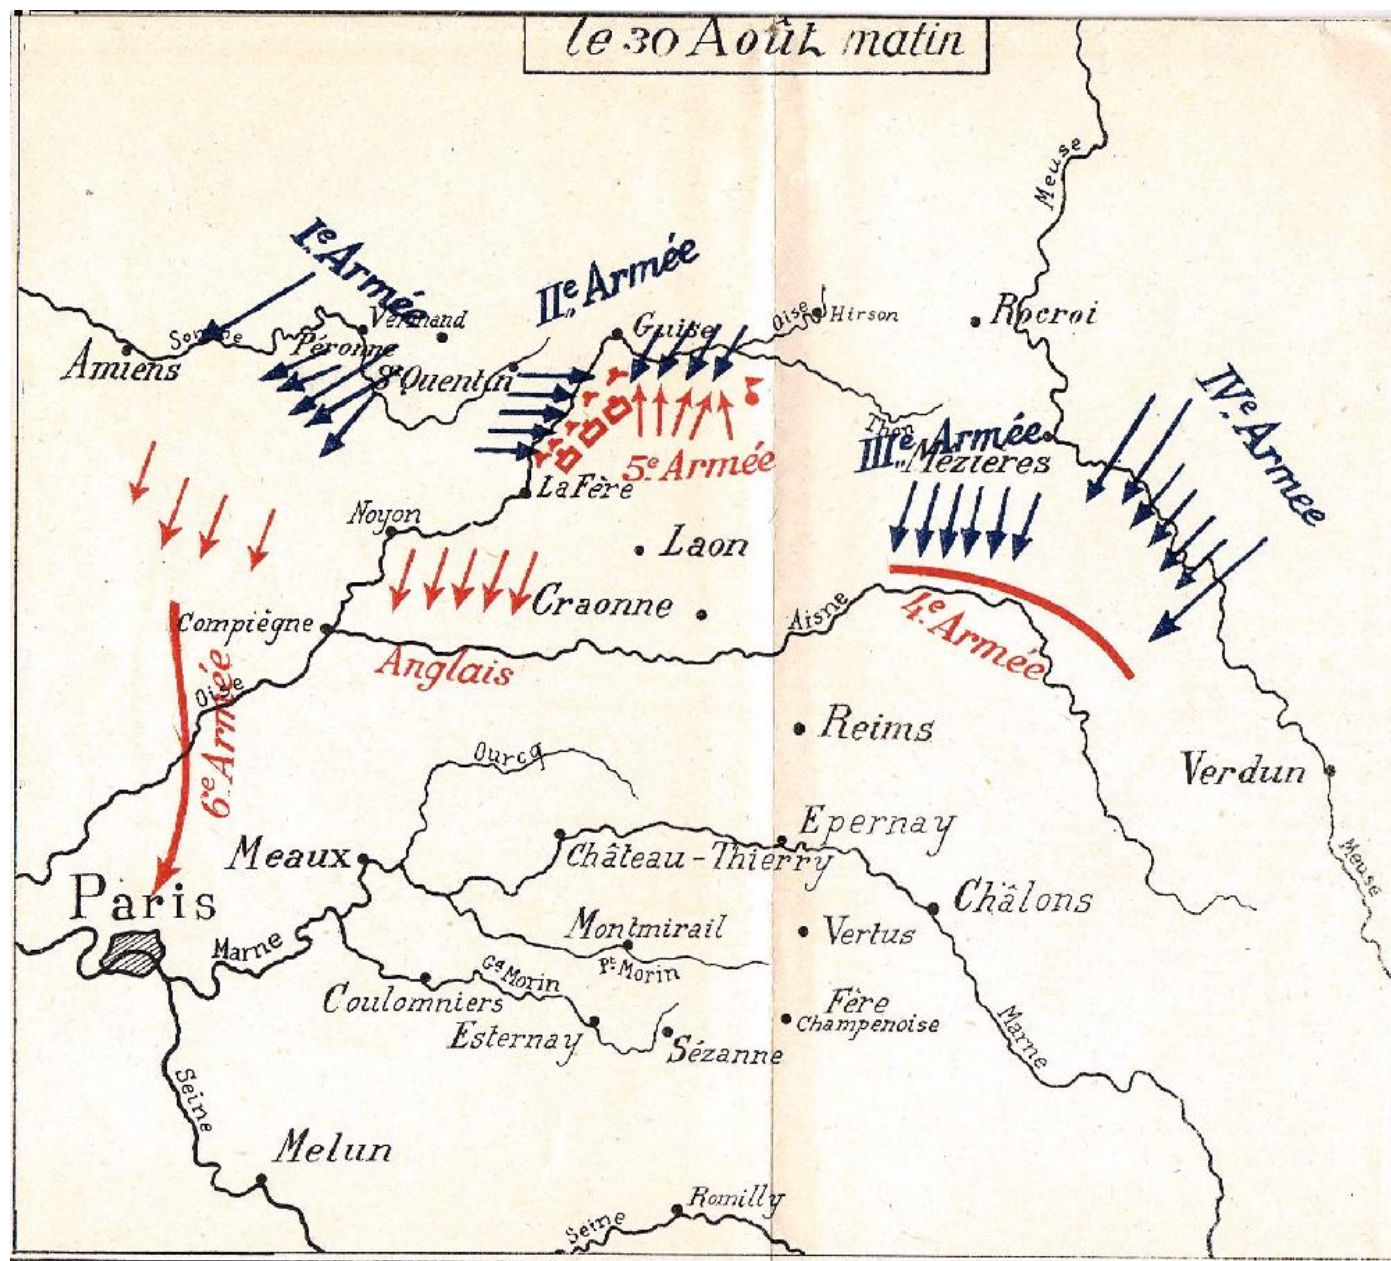 le 30 Août matin
Meuse
Ie. Armée
IIe Armée
Vermand
Oise
Hirson
Rocroi
Somme
Guise
Péronne
Amiens
St Quentin
IVe Armée
Thon
IIIe Armée
Mézières
5e Armée
La Fère
Noyon
Laon
Craonne
Aisne
Compiègne
4e. Armée
Anglais
Oise
6e Armée
Reims
Ourcq
Verdun
Epernay
Meaux
Château-Thierry
Meuse
Paris
Châlons
Montmirail
Vertus
Marne
Gd Morin
Pt Morin
Coulomniers
Fère
Champenoise
Esternay
Sézanne
Marne
Seine
Melun
Romilly
Seine